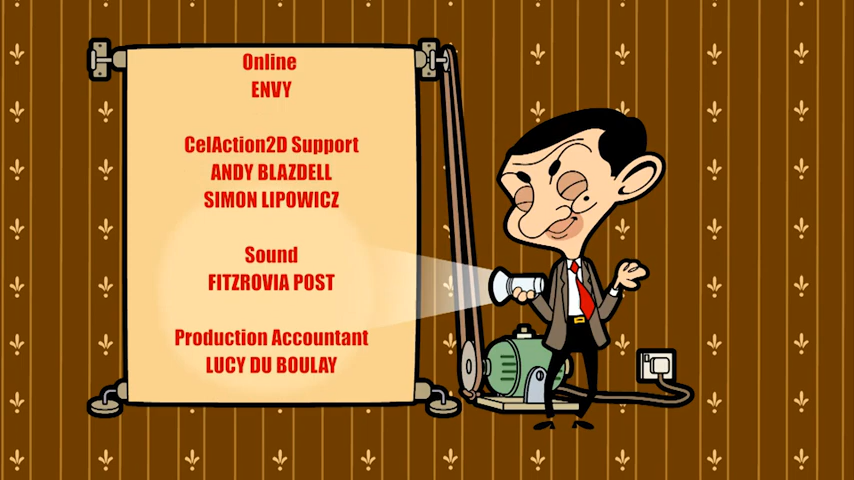 Online
ENVY
CelAction2D Support
ANDY BLAZDELL
SIMON LIPOWICZ
Sound
FITZROVIA POST
Production Accountant
LUCY DU BOULAY